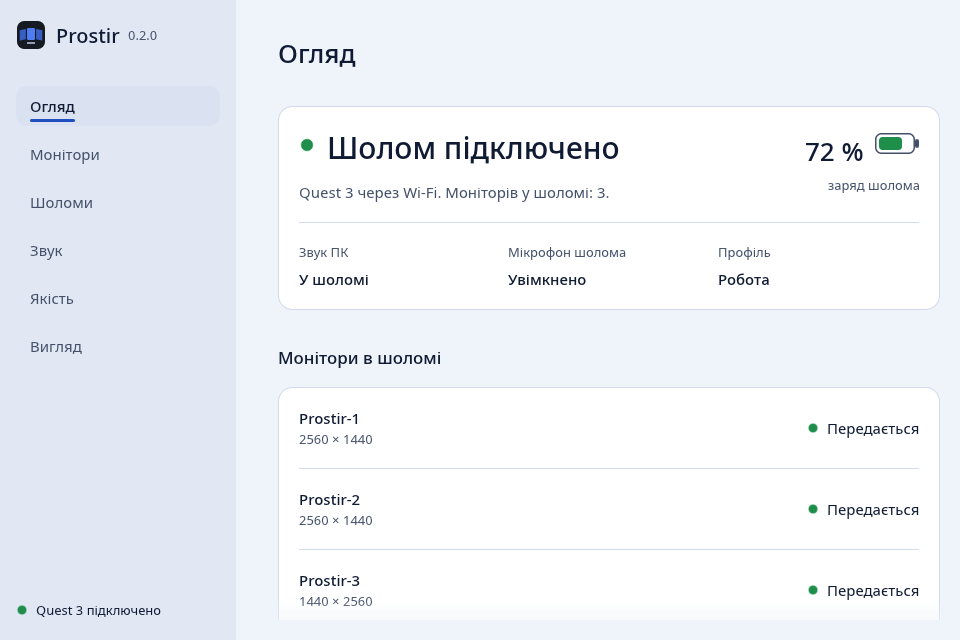 Prostir 0.2.0
Огляд
Монітори
Шоломи
Звук
Якість
Вигляд
Quest 3 підключено
Огляд
Шолом підключено
72 %
Quest 3 через Wi-Fi. Моніторів у шоломі: 3.
заряд шолома
Звук ПК
У шоломі
Мікрофон шолома
Увімкнено
Профіль
Робота
Монітори в шоломі
Prostir-1
2560 × 1440
Передається
Prostir-2
2560 × 1440
Передається
Prostir-3
1440 × 2560
Передається